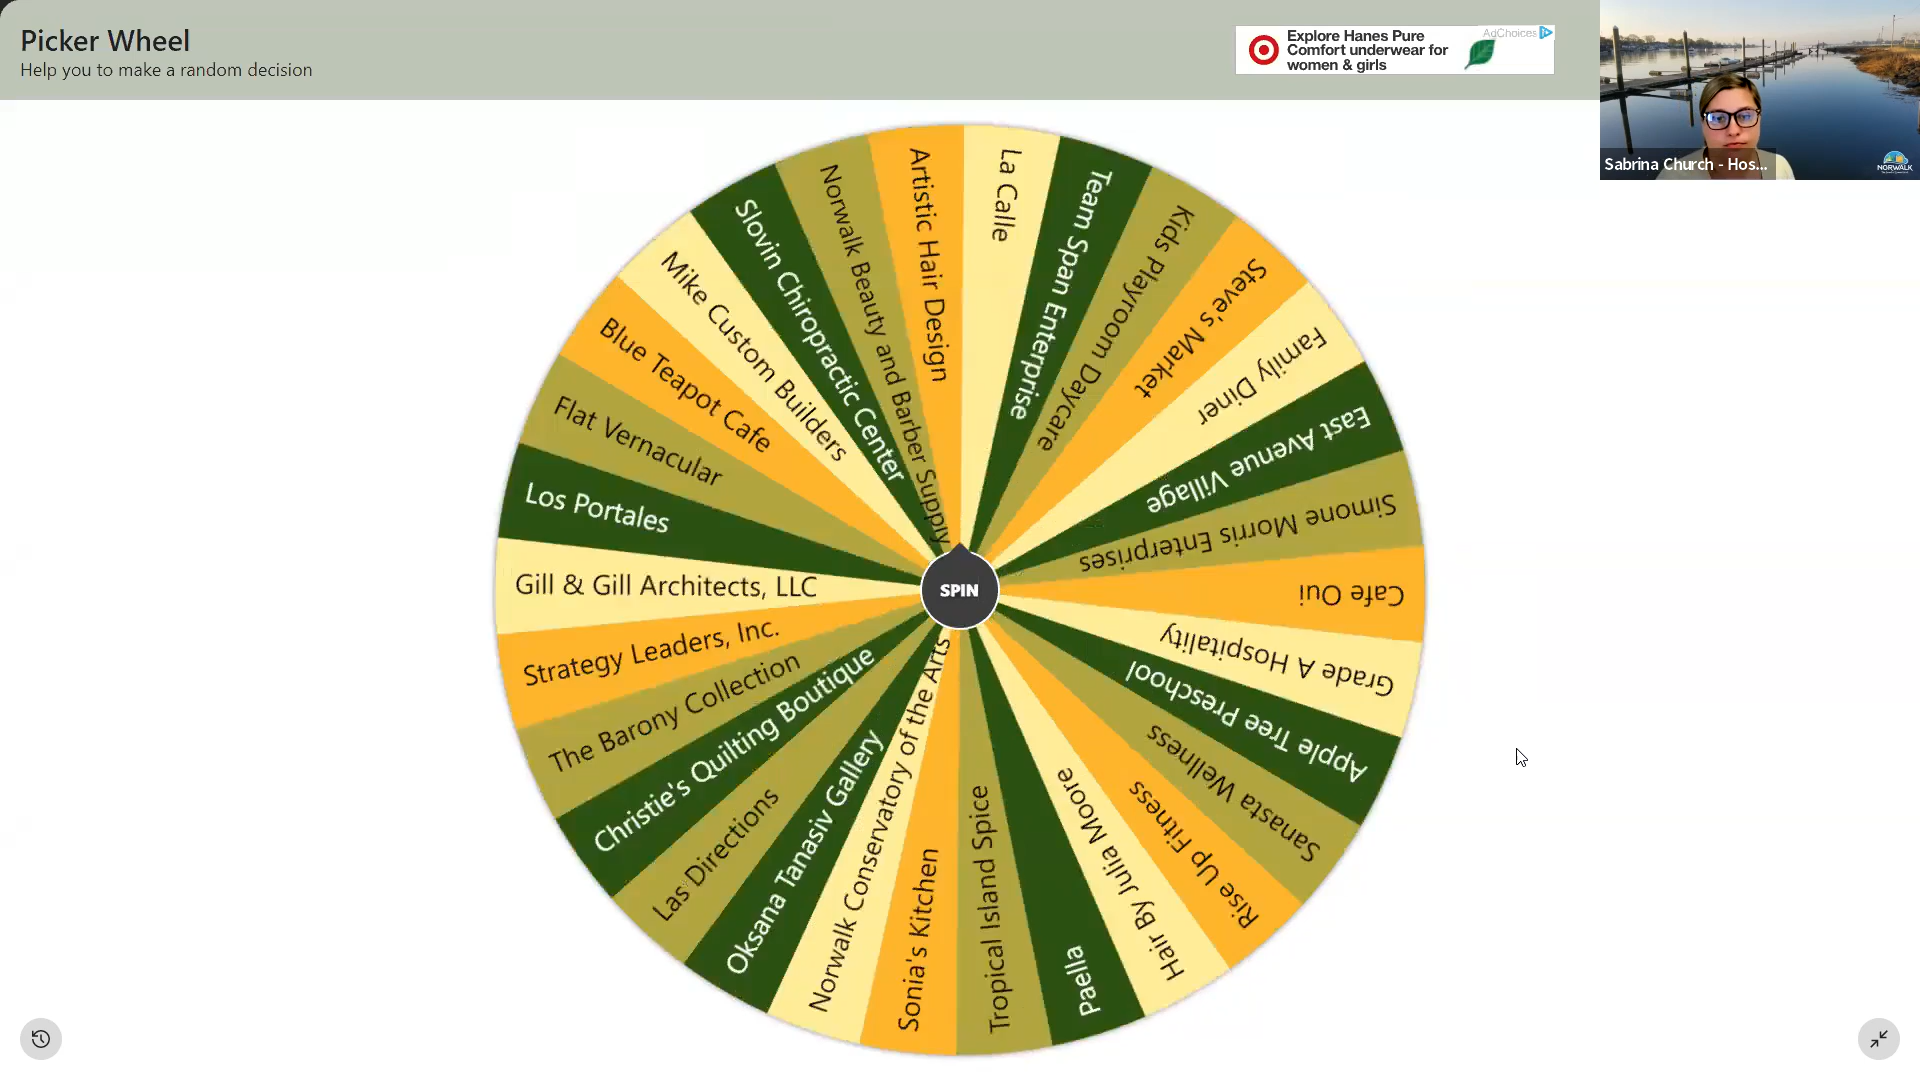 Picker Wheel
Help you to make a random decision
AdChoices
Explore Hanes Pure
Comfort underwear for
women & girls
Sabrina Church - Hos...
NORWALK
La Calle
Team Span Enterprise
Kids Playroom Daycare
Steve's Market
Family Diner
East Avenue Village
Simone Morris Enterprises
Cafe Oui
Grade A Hospitality
Apple Tree Preschool
Sanasta Wellness
Rise Up Fitness
Hair By Julia Moore
Paella
Tropical Island Spice
Sonia's Kitchen
Norwalk Conservatory of the Arts
Oksana Tanasiv Gallery
Las Directions
Christie's Quilting Boutique
The Barony Collection
Strategy Leaders, Inc.
Gill & Gill Architects, LLC
Los Portales
Flat Vernacular
Blue Teapot Cafe
Mike Custom Builders
Slovin Chiropractic Center
Norwalk Beauty and Barber Supply
Artistic Hair Design
SPIN